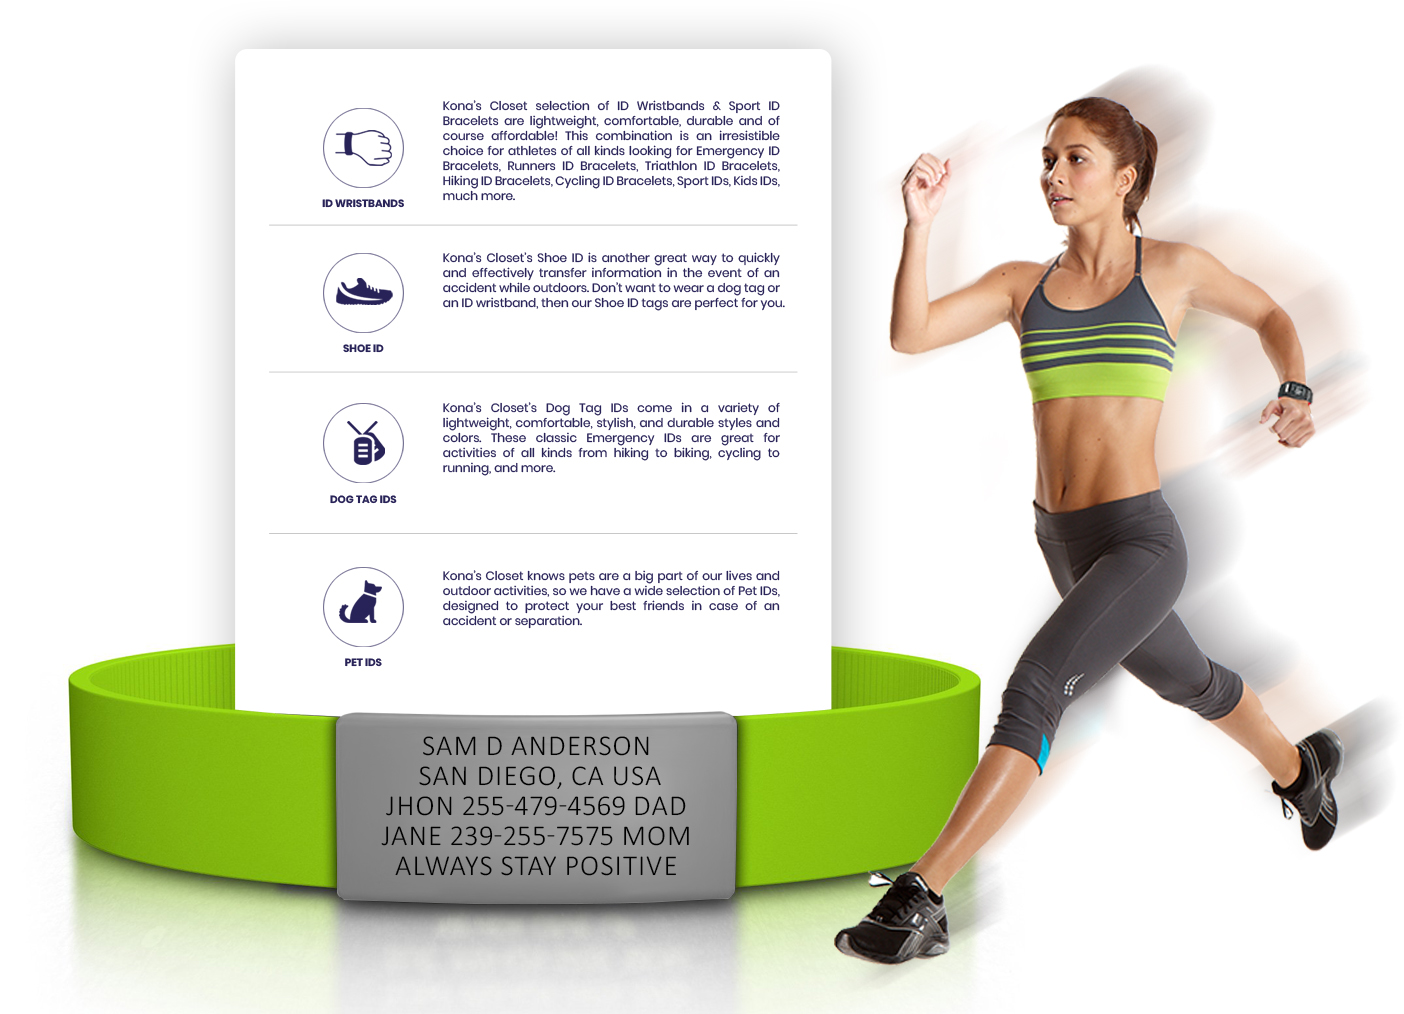 Kona's Closet selection of ID Wristbands & Sport ID
Bracelets are lightweight, comfortable, durable and of
course affordable! This combination is an irresistible
choice for athletes of all kinds looking for Emergency ID
Bracelets, Runners ID Bracelets, Triathlon ID Bracelets,
Hiking ID Bracelets, Cycling ID Bracelets, Sport IDs, Kids IDs,
much more.
ID WRISTBANDS
Kona's Closet's Shoe ID is another great way to quickly
and effectively transfer information in the event of an
accident while outdoors. Don't want to wear a dog tag or
an ID wristband, then our Shoe ID tags are perfect for you.
SHOE ID
Kona's Closet's Dog Tag IDs come in a variety of
lightweight, comfortable, stylish, and durable styles and
colors. These classic Emergency IDs are great for
activities of all kinds from hiking to biking, cycling to
running, and more.
DOG TAG IDS
Kona's Closet knows pets are a big part of our lives and
outdoor activities, so we have a wide selection of Pet IDs,
designed to protect your best friends in case of an
accident or separation.
PET IDS
SAM D ANDERSON
SAN DIEGO, CA USA
JHON 255-479-4569 DAD
JANE 239-255-7575 MOM
ALWAYS STAY POSITIVE